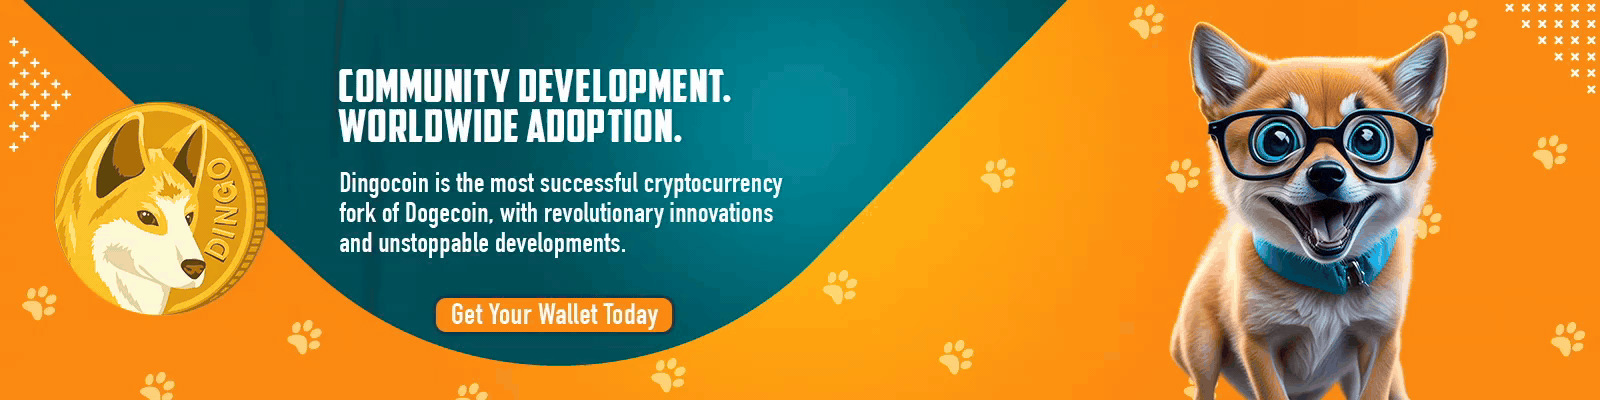 COMMUNITY DEVELOPMENT.
WORLDWIDE ADOPTION.
Dingocoin is the most successful cryptocurrency
fork of Dogecoin, with revolutionary innovations
and unstoppable developments.
Get Your Wallet Today
DINGO